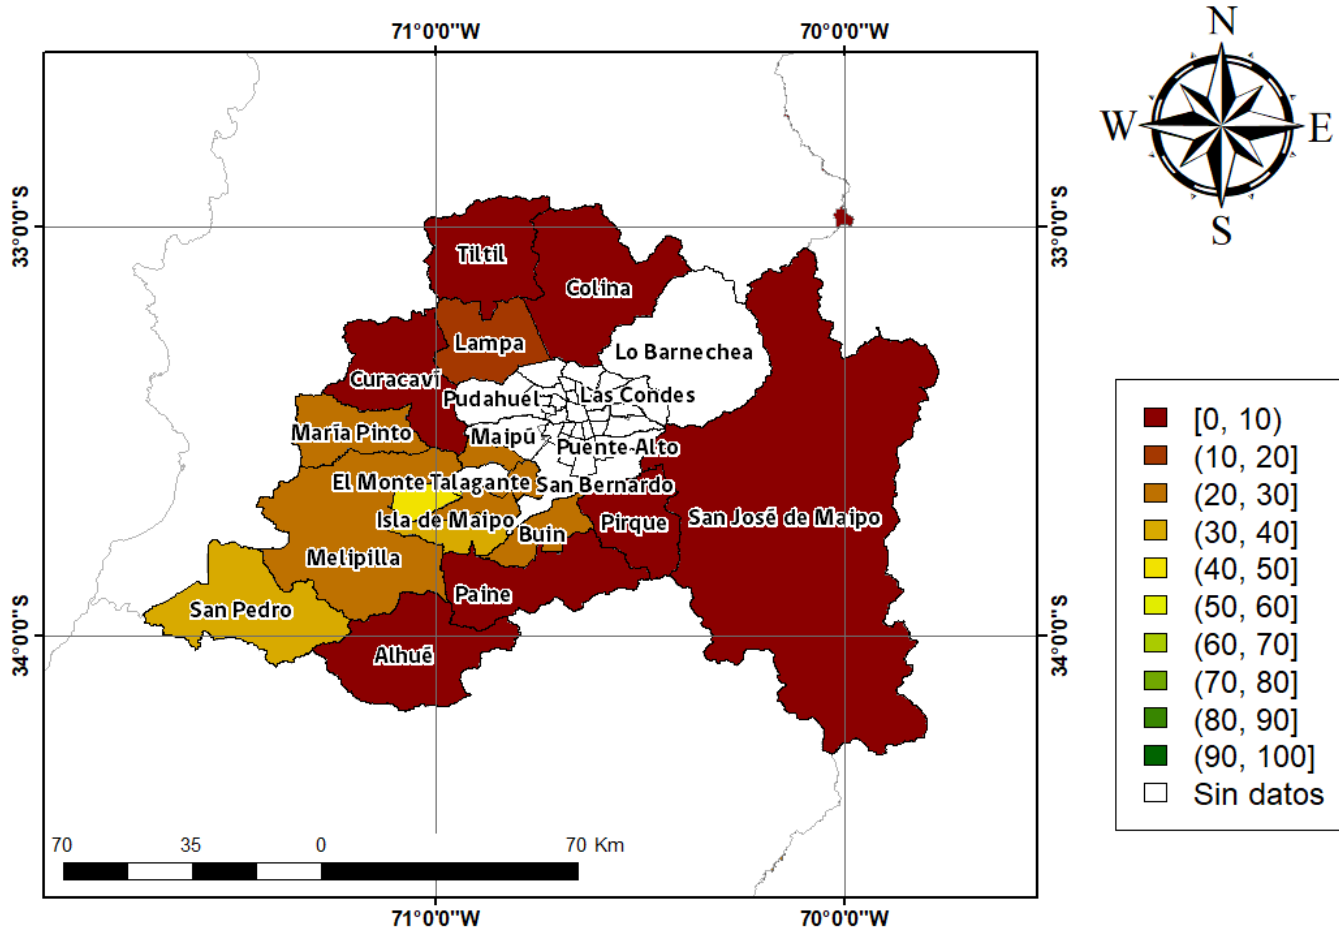 71°0'0"W
70°0'0"W
N
W
E
S
33°0'0"S
33°0'0"S
Tiltil
Colina
Lampa
Lo Barnechea
Curacaví
Pudahuel
Las Condes
María Pinto
Maipú
Puente Alto
El Monte
Talagante
San Bernardo
Isla de Maipo
Buin
Pirque
San José de Maipo
Melipilla
Paine
San Pedro
Alhué
34°0'0"S
34°0'0"S
[0, 10)
(10, 20]
(20, 30]
(30, 40]
(40, 50]
(50, 60]
(60, 70]
(70, 80]
(80, 90]
(90, 100]
Sin datos
70 35 0 70 Km
71°0'0"W
70°0'0"W